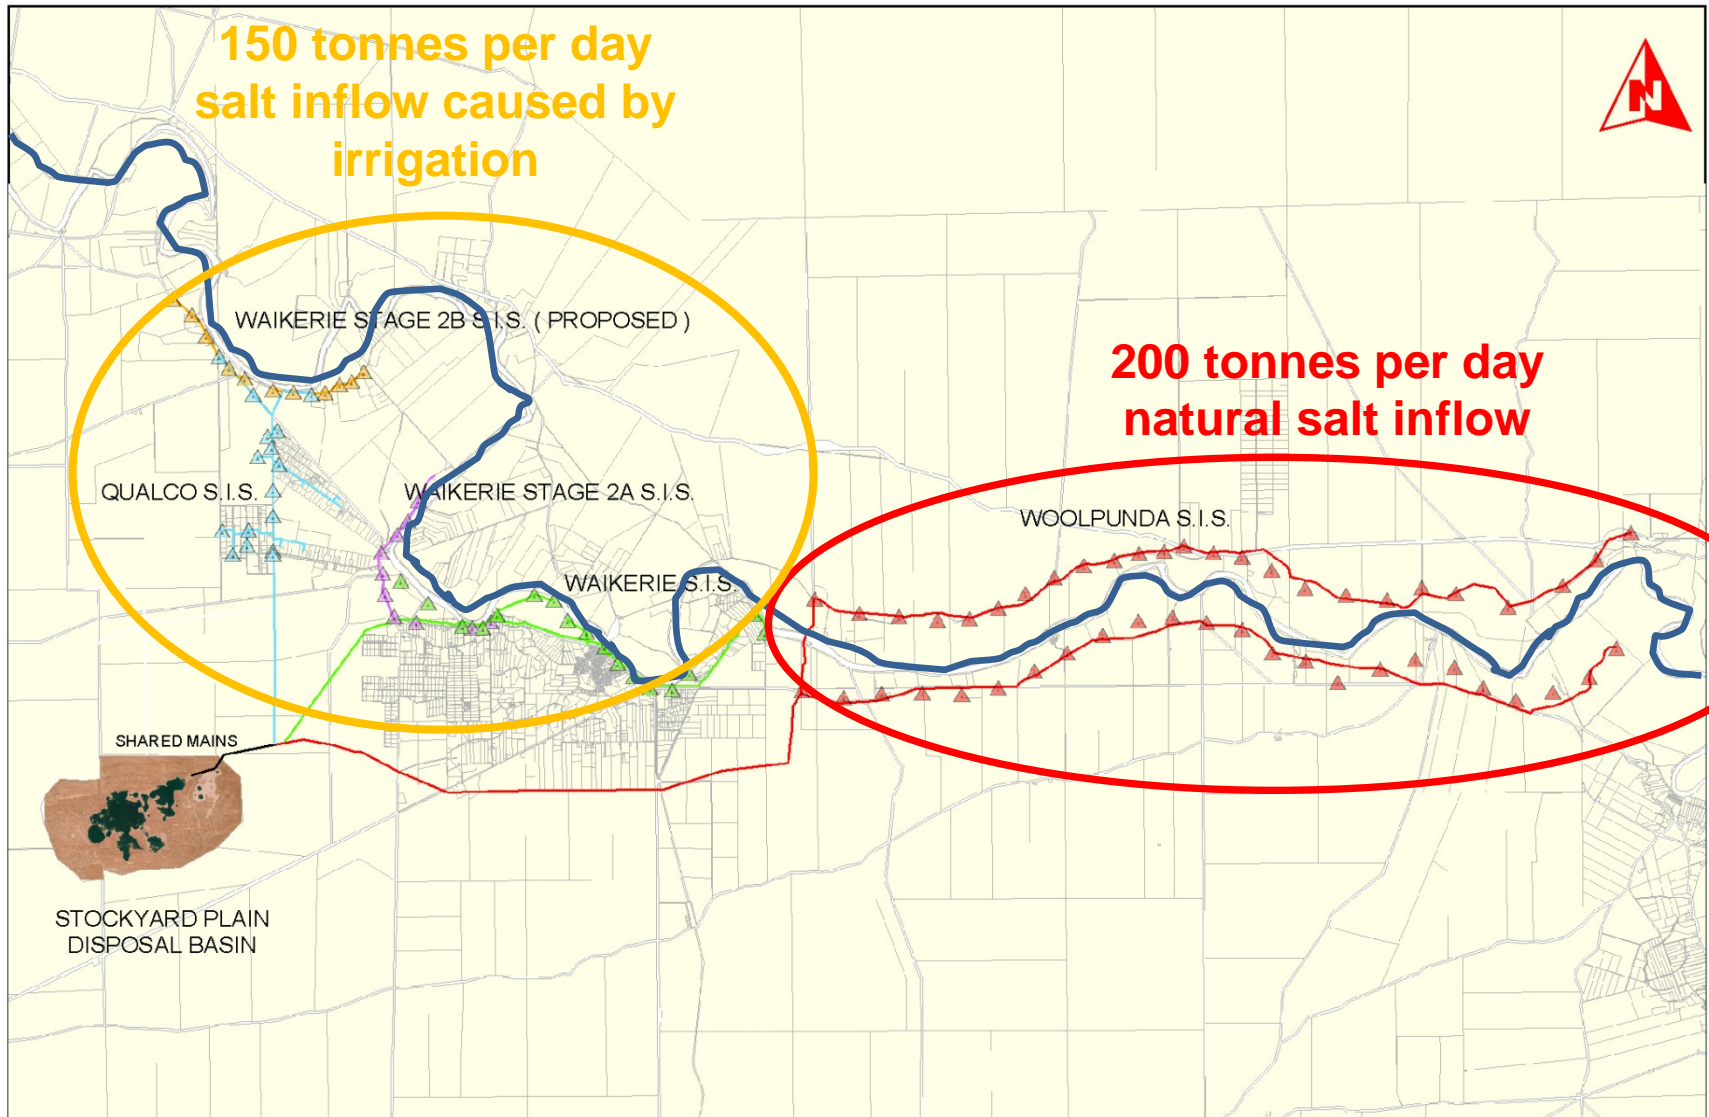 150 tonnes per day
salt inflow caused by
irrigation
N
WAIKERIE STAGE 2B S.I.S. ( PROPOSED )
200 tonnes per day
natural salt inflow
QUALCO S.I.S.
WAIKERIE STAGE 2A S.I.S.
WOOLPUNDA S.I.S.
WAIKERIE S.I.S.
SHARED MAINS
STOCKYARD PLAIN
DISPOSAL BASIN